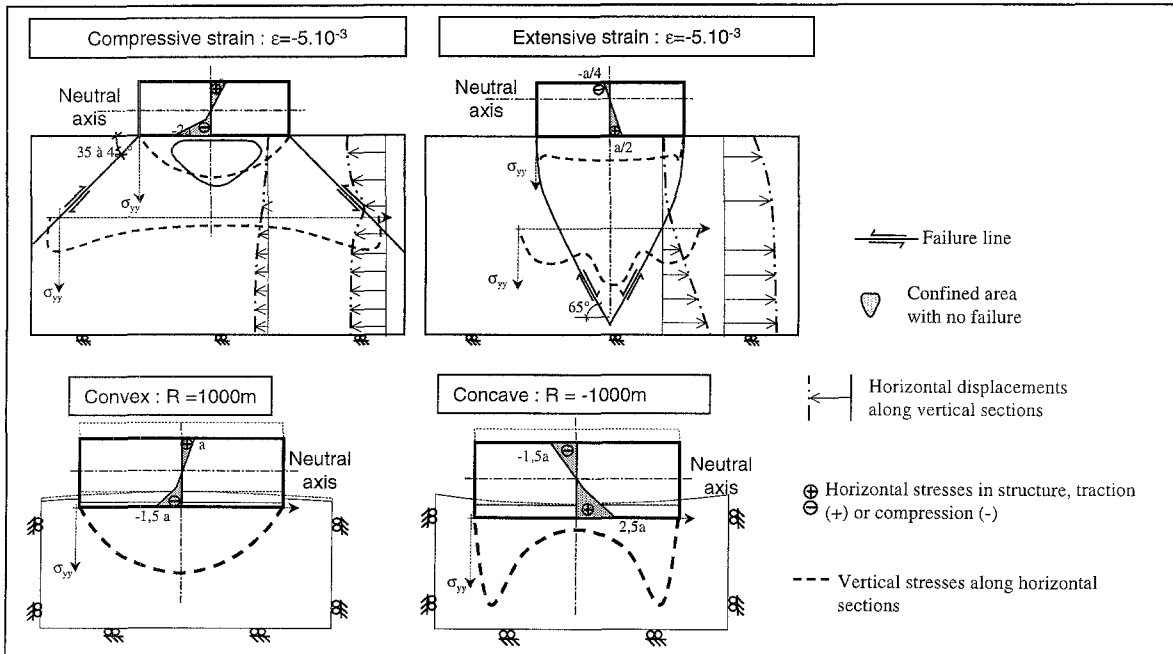 Compressive strain : ε=-5.10⁻³
Extensive strain : ε=-5.10⁻³
Neutral
axis
-2
35 à 45°
σyy
σyy
-a/4
Neutral
axis
a/2
σyy
σyy
65°
Failure line
Confined area
with no failure
Horizontal displacements
along vertical sections
Horizontal stresses in structure, traction
(+) or compression (-)
Vertical stresses along horizontal
sections
Convex : R =1000m
a
Neutral
axis
-1,5 a
σyy
Concave : R = -1000m
-1,5a
Neutral
axis
2,5a
σyy